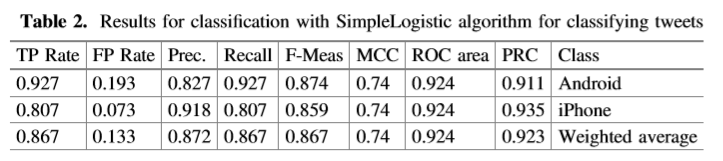 Table 2. Results for classification with SimpleLogistic algorithm for classifying tweets
TP Rate FP Rate Prec. Recall F-Meas MCC ROC area PRC Class
0.927 0.193 0.827 0.927 0.874 0.74 0.924 0.911 Android
0.807 0.073 0.918 0.807 0.859 0.74 0.924 0.935 iPhone
0.867 0.133 0.872 0.867 0.867 0.74 0.924 0.923 Weighted average